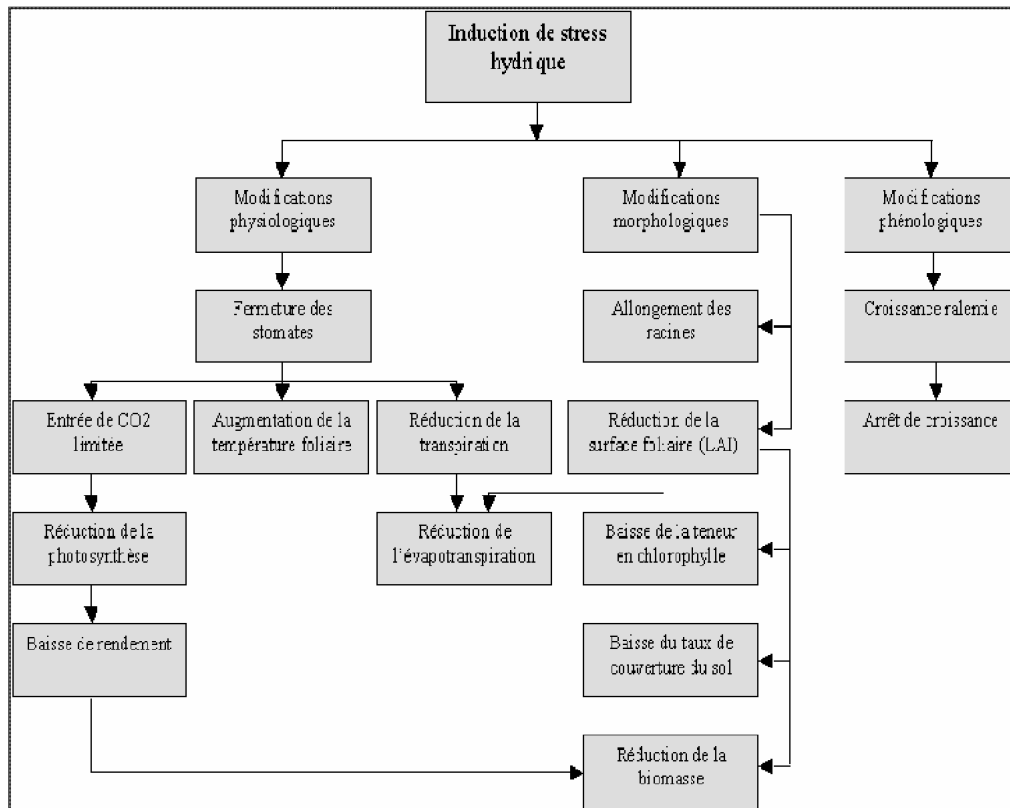 Induction de stress
hydrique
Modifications
physiologiques
Modifications
morphologiques
Modifications
phénologiques
Fermeture des
stomates
Allongement des
racines
Croissance ralentie
Entrée de CO2
limitée
Augmentation de la
température foliaire
Réduction de la
transpiration
Réduction de la
surface foliaire (LAI)
Arrêt de croissance
Réduction de la
photosynthèse
Réduction de
l'évapotranspiration
Baisse de la teneur
en chlorophylle
Baisse de rendement
Baisse du taux de
couverture du sol
Réduction de la
biomasse